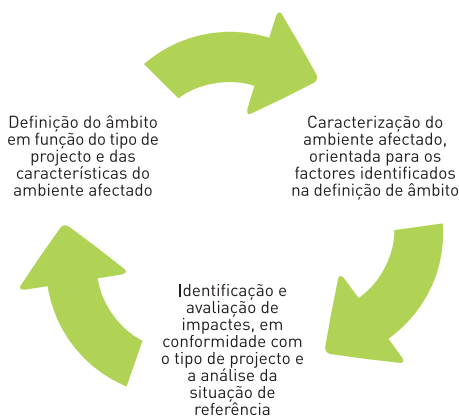 Definição do âmbito
em função do tipo de
projecto e das
características do
ambiente afectado
Caracterização do
ambiente afectado,
orientada para os
factores identificados
na definição de âmbito
Identificação e
avaliação de
impactes, em
conformidade com
o tipo de projecto e
a análise da
situação de
referência